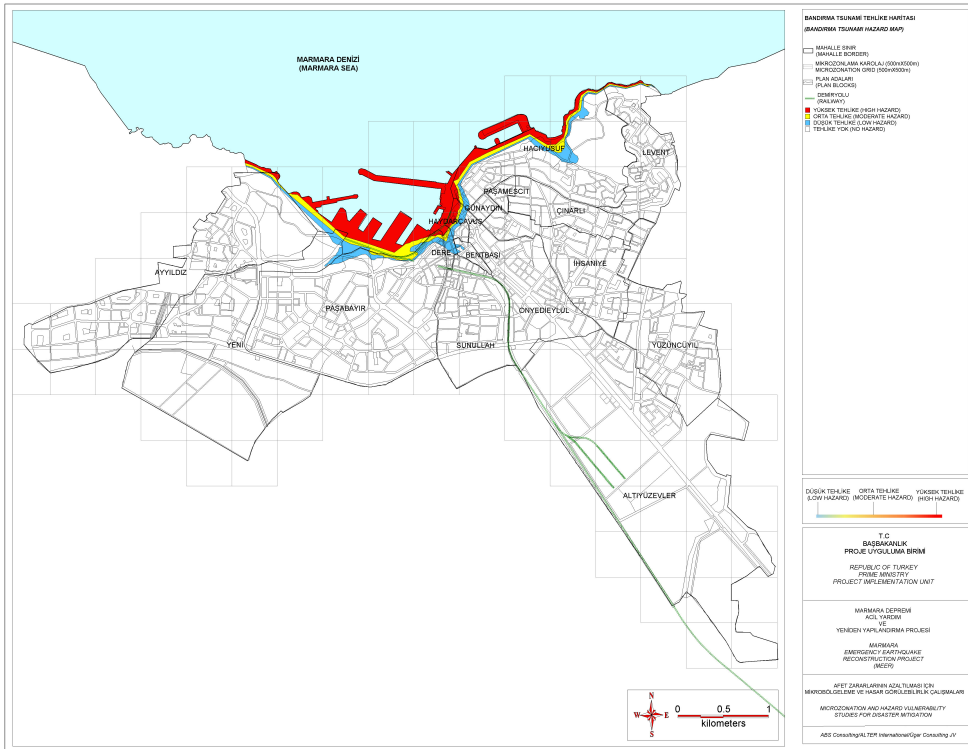 MARMARA DENİZİ
(MARMARA SEA)
HACIYUSUF
LEVENT
PAŞAMESCİT
GÜNAYDIN
ÇINARLI
HAYDARÇAVUŞ
DERE
BENTBAŞI
İHSANİYE
AYYILDIZ
PAŞABAYIR
ONYEDİEYLÜL
YENİ
SUNULLAH
YÜZÜNCÜYIL
ALTIYÜZEVLER
N
W E
S
0 0.5 1
kilometers
BANDIRMA TSUNAMİ TEHLİKE HARİTASI
(BANDIRMA TSUNAMI HAZARD MAP)
MAHALLE SINIR
(MAHALLE BORDER)
MİKROZONLAMA KAROLAJ (500mX500m)
MICROZONATION GRID (500mX500m)
PLAN ADALARI
(PLAN BLOCKS)
DEMİRYOLU
(RAILWAY)
YÜKSEK TEHLİKE (HIGH HAZARD)
ORTA TEHLİKE (MODERATE HAZARD)
DÜŞÜK TEHLİKE (LOW HAZARD)
TEHLİKE YOK (NO HAZARD)
DÜŞÜK TEHLİKE ORTA TEHLİKE YÜKSEK TEHLİKE
(LOW HAZARD) (MODERATE HAZARD) (HIGH HAZARD)
T.C
BAŞBAKANLIK
PROJE UYGULUMA BİRİMİ
REPUBLIC OF TURKEY
PRIME MINISTRY
PROJECT IMPLEMENTATION UNIT
MARMARA DEPREMİ
ACİL YARDIM
VE
YENİDEN YAPILANDIRMA PROJESİ
MARMARA
EMERGENCY EARTHQUAKE
RECONSTRUCTION PROJECT
(MEER)
AFET ZARARLARININ AZALTILMASI İÇİN
MİKROBÖLGELEME VE HASAR GÖRÜLEBİLİRLİK ÇALIŞMALARI
MICROZONATION AND HAZARD VULNERABILITY
STUDIES FOR DISASTER MITIGATION
ABS Consulting/ALTER International/Ûger Consulting JV